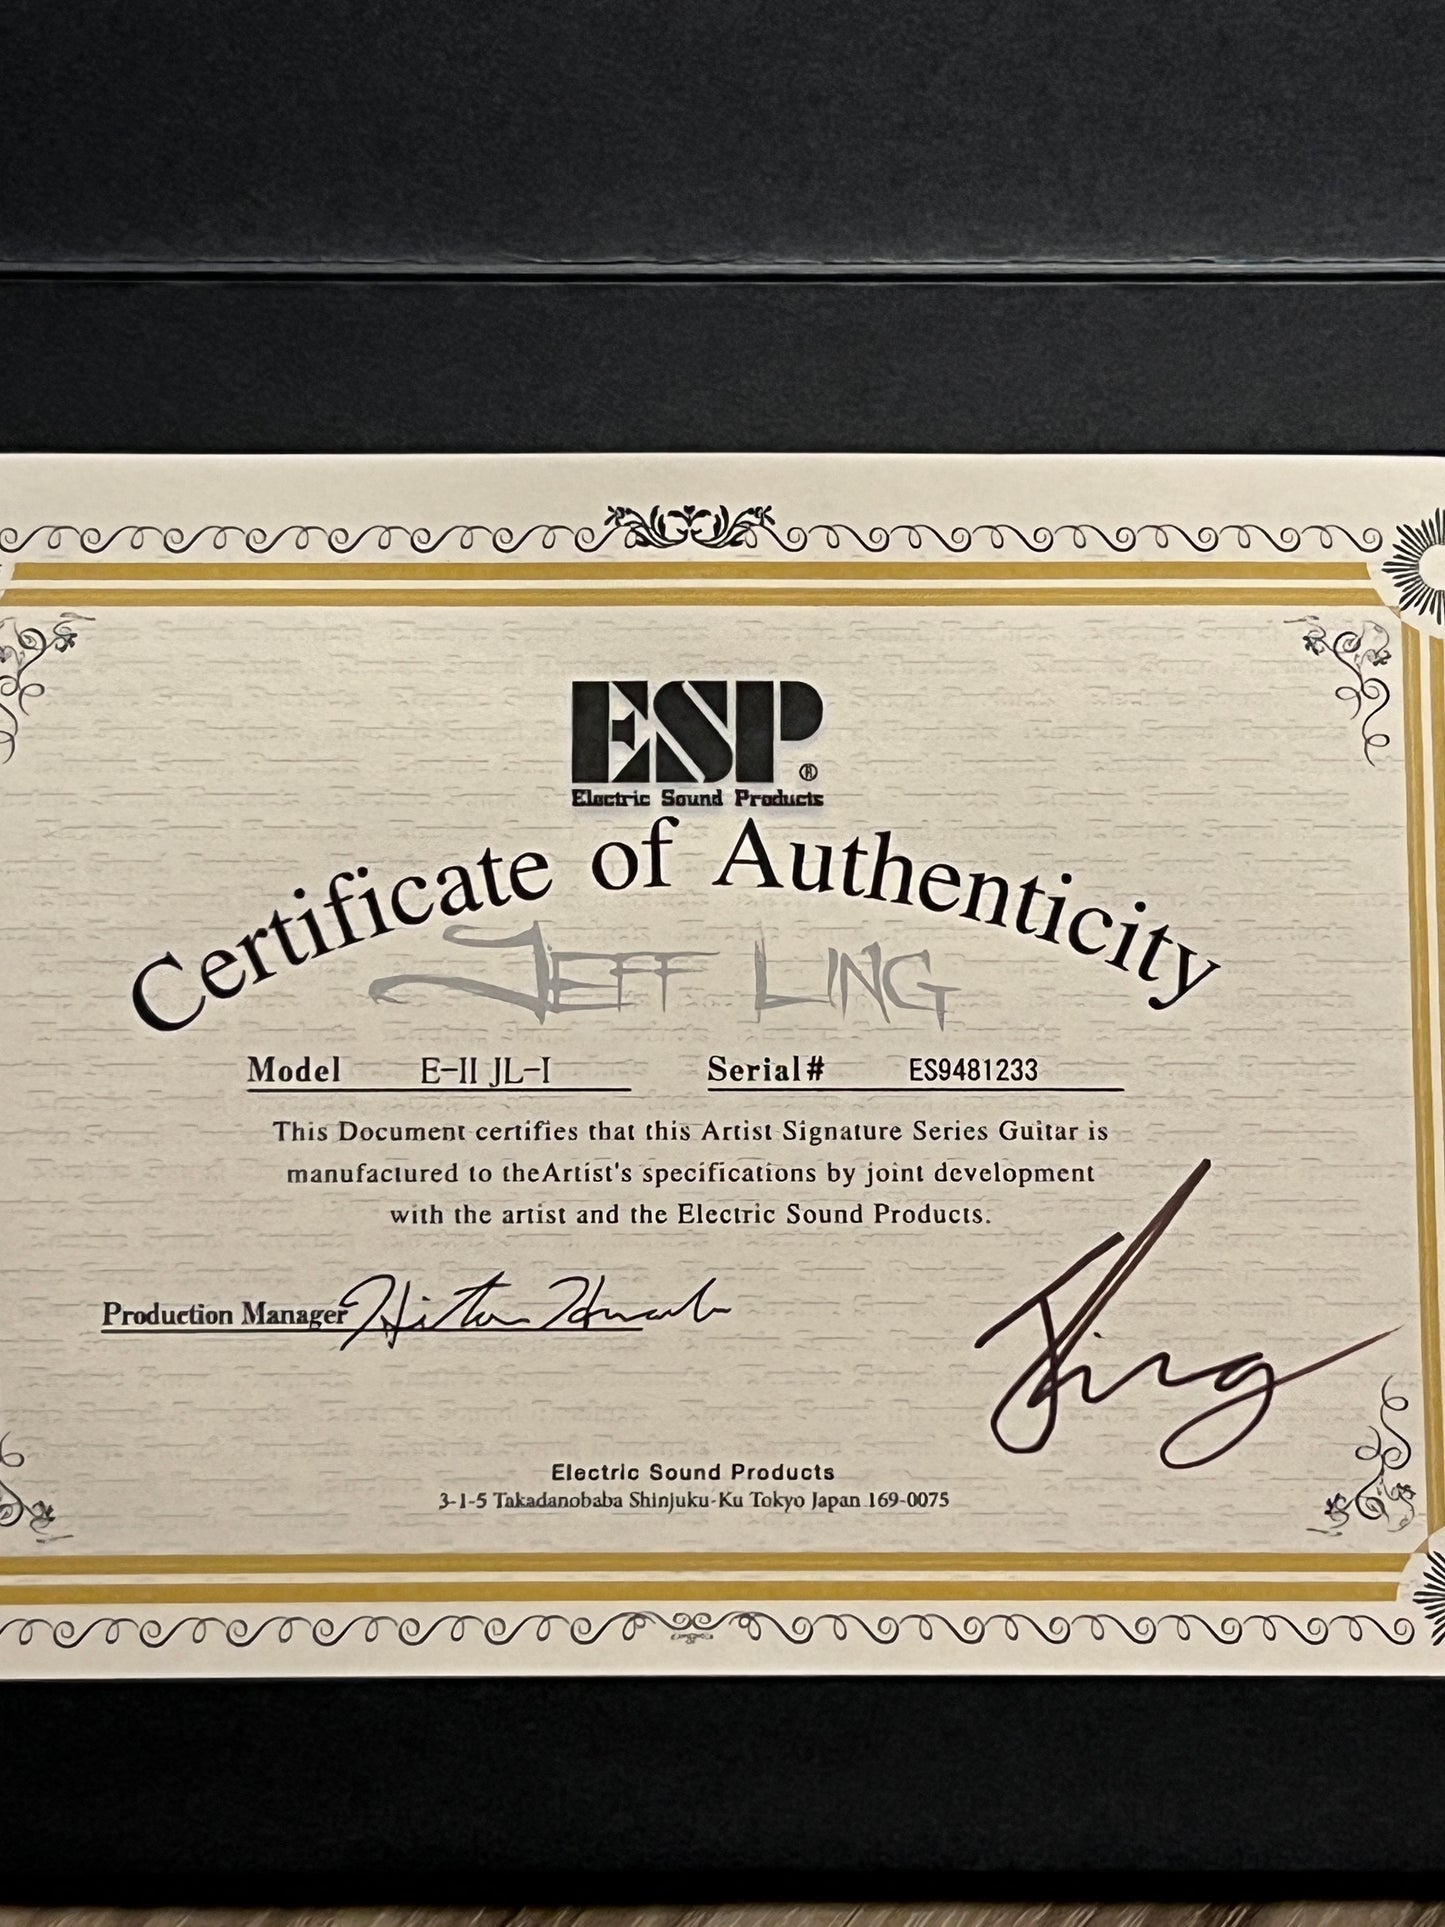 ESP®
Electric Sound Products
Certificate of Authenticity
JEFF LING
Model E-II JL-I Serial# ES9481233
This Document certifies that this Artist Signature Series Guitar is
manufactured to theArtist's specifications by joint development
with the artist and the Electric Sound Products.
Production Manager
Electric Sound Products
3-1-5 Takadanobaba Shinjuku-Ku Tokyo Japan 169-0075